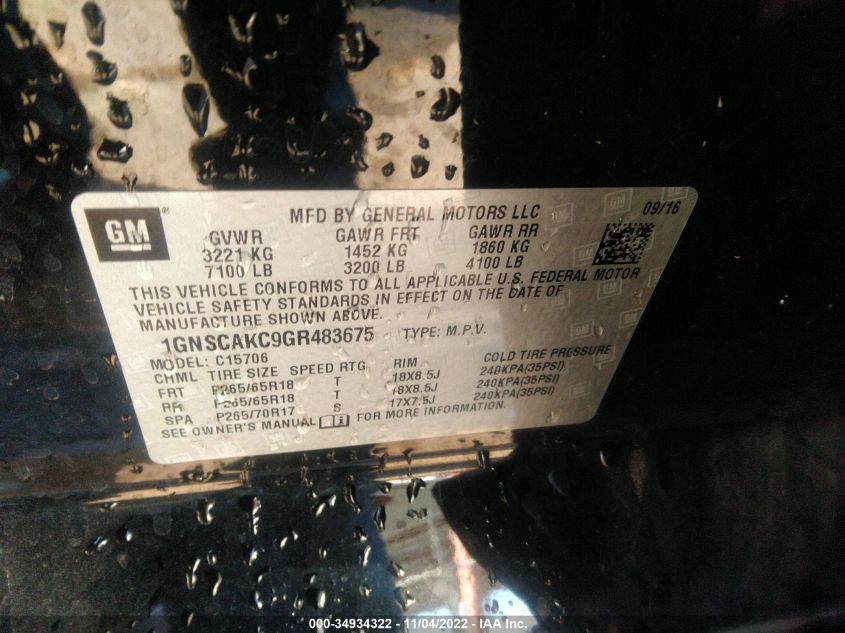 GM ®
MFD BY GENERAL MOTORS LLC 09/16
GVWR GAWR FRT GAWR RR
3221 KG 1452 KG 1860 KG
7100 LB 3200 LB 4100 LB
THIS VEHICLE CONFORMS TO ALL APPLICABLE U.S. FEDERAL MOTOR
VEHICLE SAFETY STANDARDS IN EFFECT ON THE DATE OF
MANUFACTURE SHOWN ABOVE.
1GNSCAKC9GR483675 TYPE: M.P.V.
MODEL: C15706
CHML TIRE SIZE SPEED RTG RIM COLD TIRE PRESSURE
FRT P265/65R18 T 18X8.5J 240KPA(35PSI)
RR P265/65R18 T 18X8.5J 240KPA(35PSI)
SPA P265/70R17 S 17X7.5J 240KPA(35PSI)
SEE OWNER'S MANUAL FOR MORE INFORMATION.
000-34934322 - 11/04/2022 - IAA Inc.